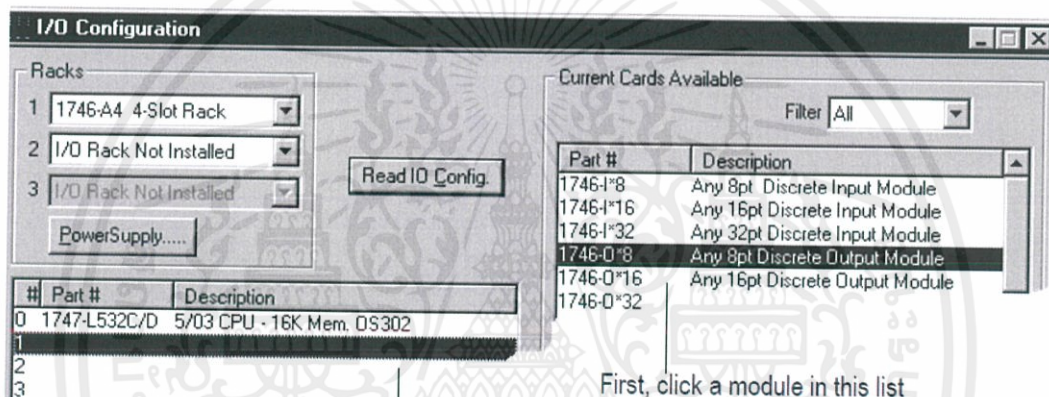 I/O Configuration
Racks
1 1746-A4 4-Slot Rack
2 I/O Rack Not Installed
3 I/O Rack Not Installed
PowerSupply.....
Read IO Config.
# Part # Description
0 1747-L532C/D 5/03 CPU - 16K Mem. OS302
1
2
3
Current Cards Available
Filter All
Part # Description
1746-I*8 Any 8pt Discrete Input Module
1746-I*16 Any 16pt Discrete Input Module
1746-I*32 Any 32pt Discrete Input Module
1746-O*8 Any 8pt Discrete Output Module
1746-O*16 Any 16pt Discrete Output Module
1746-O*32
First, click a module in this list